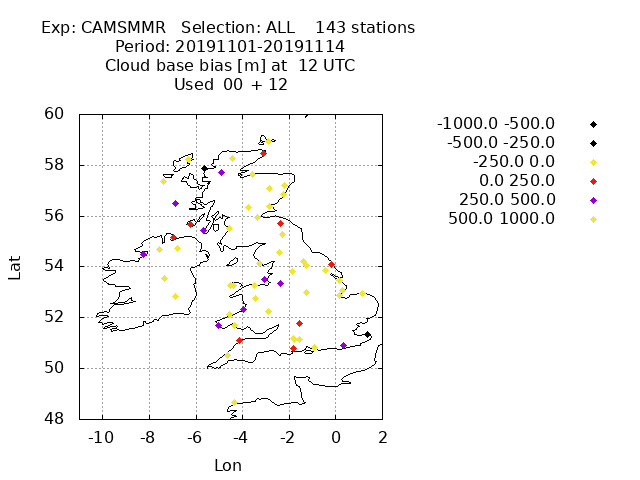 Exp: CAMSMMR   Selection: ALL    143 stations
Period: 20191101-20191114
Cloud base bias [m] at  12 UTC
Used  00 + 12
-1000.0 -500.0
-500.0 -250.0
-250.0 0.0
0.0 250.0
250.0 500.0
500.0 1000.0
60
58
56
54
52
50
48
Lat
-10 -8 -6 -4 -2 0 2
Lon